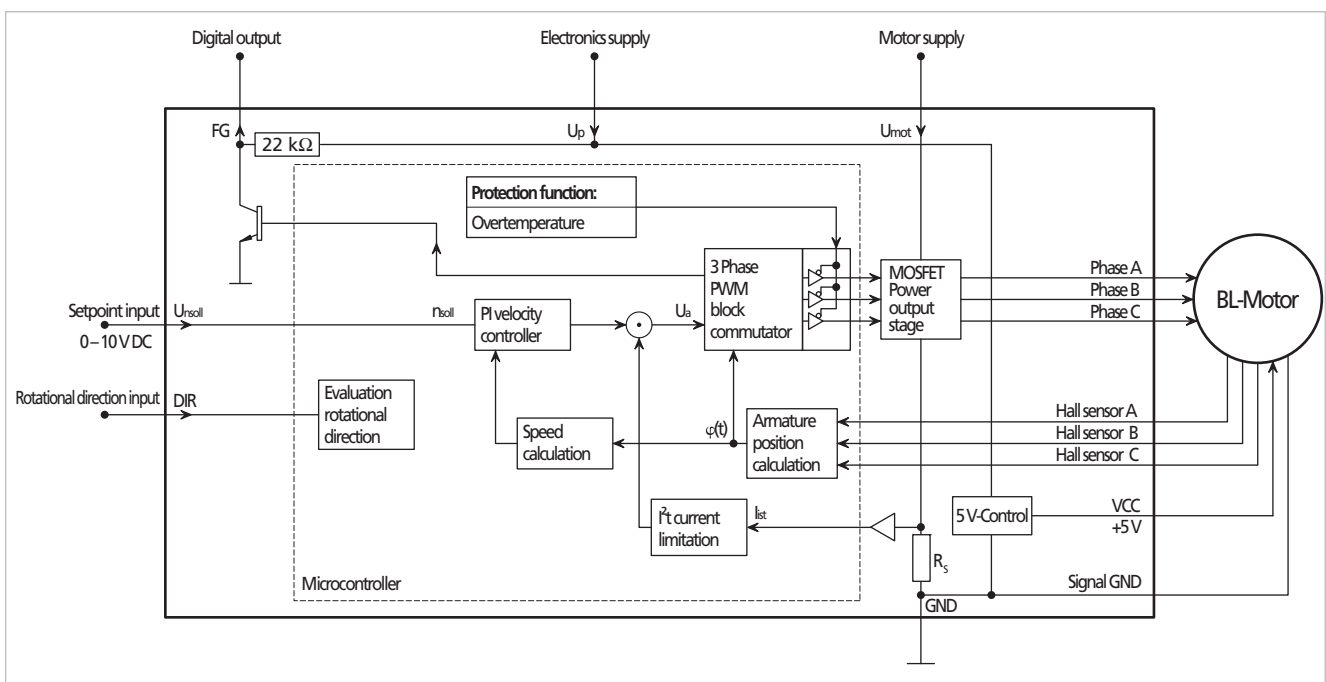 Digital output
Electronics supply
Motor supply
FG
22 kΩ
Up
Umot
Protection function:
Overtemperature
3 Phase
PWM
block
commutator
MOSFET
Power
output
stage
Phase A
Phase B
Phase C
BL-Motor
Setpoint input
0–10 V DC
Unsoll
nsoll
PI velocity
controller
Ua
Rotational direction input
DIR
Evaluation
rotational
direction
Speed
calculation
φ(t)
Armature
position
calculation
Hall sensor A
Hall sensor B
Hall sensor C
I²t current
limitation
Iist
5 V-Control
VCC
+5 V
RS
Microcontroller
Signal GND
GND